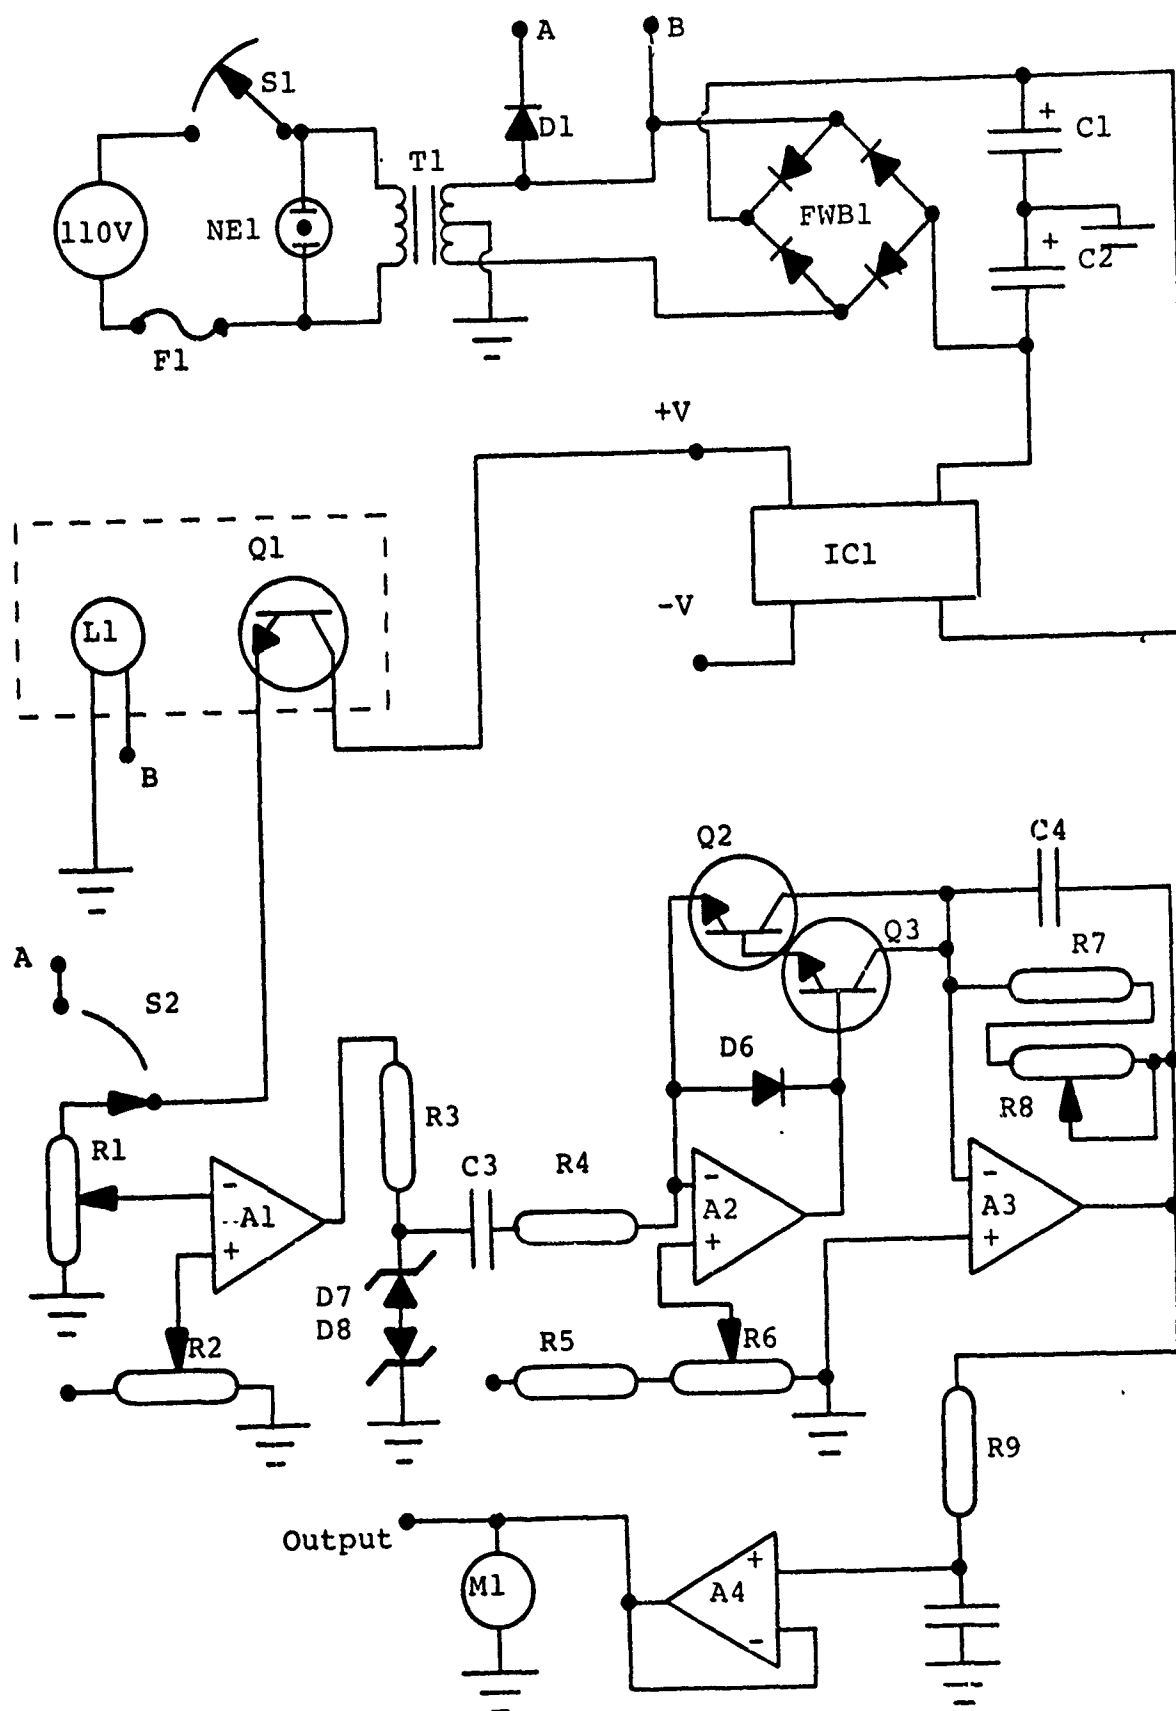 A B
S1
D1
+ C1
T1
110V NE1 FWB1
+ C2
F1
+V
Q1
IC1
L1
-V
B
Q2 C4
Q3 R7
A
S2
D6
R8
R3
R1
C3 R4
- A1 +
- A2 +
- A3 +
D7
D8
R2 R5 R6
R9
Output
M1
+ A4 -